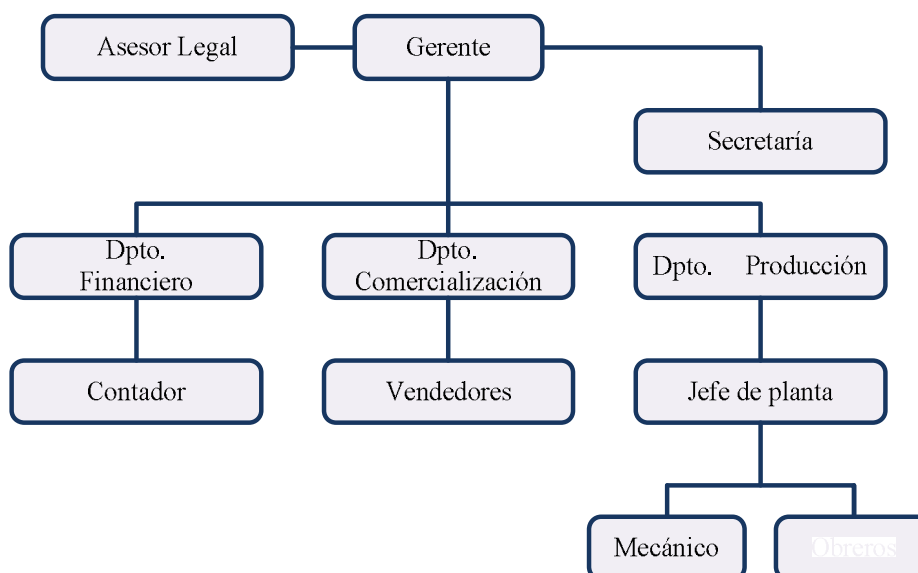 Asesor Legal
Gerente
Secretaría
Dpto.
Financiero
Dpto.
Comercialización
Dpto. Producción
Contador
Vendedores
Jefe de planta
Mecánico
Obreros